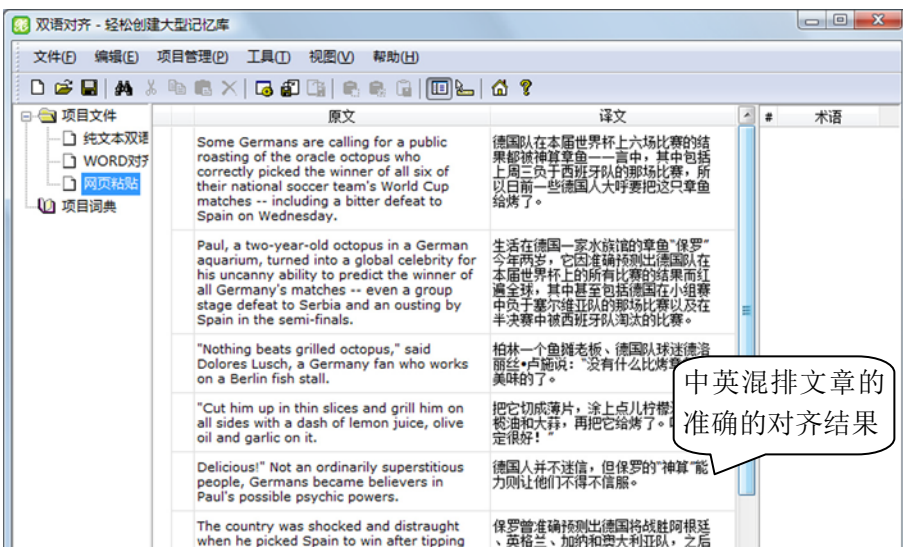 双语对齐 - 轻松创建大型记忆库
文件(F) 编辑(E) 项目管理(P) 工具(T) 视图(V) 帮助(H)
项目文件
纯文本双语
WORD对齐
网页粘贴
项目词典
原文 译文 # 术语
Some Germans are calling for a public
roasting of the oracle octopus who
correctly picked the winner of all six of
their national soccer team's World Cup
matches -- including a bitter defeat to
Spain on Wednesday.
德国队在本届世界杯上六场比赛的结
果都被神算章鱼一一言中，其中包括
上周三负于西班牙队的那场比赛，所
以日前一些德国人大呼要把这只章鱼
给烤了。
Paul, a two-year-old octopus in a German
aquarium, turned into a global celebrity for
his uncanny ability to predict the winner of
all Germany's matches -- even a group
stage defeat to Serbia and an ousting by
Spain in the semi-finals.
生活在德国一家水族馆的章鱼"保罗"
今年两岁，它因准确预测出德国队在
本届世界杯上的所有比赛的结果而红
遍全球，其中甚至包括德国在小组赛
中负于塞尔维亚队的那场比赛以及在
半决赛中被西班牙队淘汰的比赛。
"Nothing beats grilled octopus," said
Dolores Lusch, a Germany fan who works
on a Berlin fish stall.
柏林一个鱼摊老板、德国队球迷德洛
丽丝•卢施说："没有什么比烤章
美味的了。
"Cut him up in thin slices and grill him on
all sides with a dash of lemon juice, olive
oil and garlic on it.
把它切成薄片，涂上点儿柠檬
榄油和大蒜，再把它给烤了。
定很好！"
Delicious!" Not an ordinarily superstitious
people, Germans became believers in
Paul's possible psychic powers.
德国人并不迷信，但保罗的"神算"能
力则让他们不得不信服。
The country was shocked and distraught
when he picked Spain to win after tipping
保罗曾准确预测出德国将战胜阿根廷
、英格兰、加纳和澳大利亚队，之后
中英混排文章的
准确的对齐结果